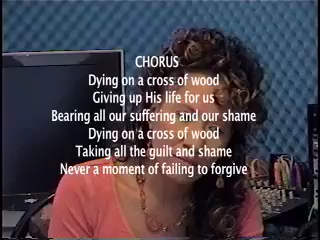 CHORUS
Dying on a cross of wood
Giving up His life for us
Bearing all our suffering and our shame
Dying on a cross of wood
Taking all the guilt and shame
Never a moment of failing to forgive